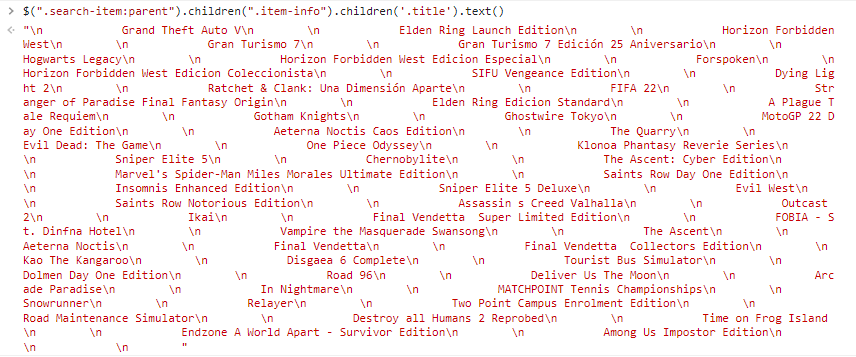 > $(".search-item:parent").children(".item-info").children('.title').text()
"\n Grand Theft Auto V\n \n Elden Ring Launch Edition\n \n Horizon Forbidden
West\n \n Gran Turismo 7\n \n Gran Turismo 7 Edición 25 Aniversario\n \n
Hogwarts Legacy\n \n Horizon Forbidden West Edicion Especial\n \n Forspoken\n \n
Horizon Forbidden West Edicion Coleccionista\n \n SIFU Vengeance Edition\n \n Dying Lig
ht 2\n \n Ratchet & Clank: Una Dimensión Aparte\n \n FIFA 22\n \n Str
anger of Paradise Final Fantasy Origin\n \n Elden Ring Edicion Standard\n \n A Plague T
ale Requiem\n \n Gotham Knights\n \n Ghostwire Tokyo\n \n MotoGP 22 D
ay One Edition\n \n Aeterna Noctis Caos Edition\n \n The Quarry\n \n
Evil Dead: The Game\n \n One Piece Odyssey\n \n Klonoa Phantasy Reverie Series\n
\n Sniper Elite 5\n \n Chernobylite\n \n The Ascent: Cyber Edition\n
\n Marvel's Spider-Man Miles Morales Ultimate Edition\n \n Saints Row Day One Edition\n
\n Insomnis Enhanced Edition\n \n Sniper Elite 5 Deluxe\n \n Evil West\n
\n Saints Row Notorious Edition\n \n Assassin s Creed Valhalla\n \n Outcast
2\n \n Ikai\n \n Final Vendetta Super Limited Edition\n \n FOBIA - S
t. Dinfna Hotel\n \n Vampire the Masquerade Swansong\n \n The Ascent\n \n
Aeterna Noctis\n \n Final Vendetta\n \n Final Vendetta Collectors Edition\n \n
Kao The Kangaroo\n \n Disgaea 6 Complete\n \n Tourist Bus Simulator\n \n
Dolmen Day One Edition\n \n Road 96\n \n Deliver Us The Moon\n \n Arc
ade Paradise\n \n In Nightmare\n \n MATCHPOINT Tennis Championships\n \n
Snowrunner\n \n Relayer\n \n Two Point Campus Enrolment Edition\n \n
Road Maintenance Simulator\n \n Destroy all Humans 2 Reprobed\n \n Time on Frog Island
\n \n Endzone A World Apart - Survivor Edition\n \n Among Us Impostor Edition\n
\n \n "